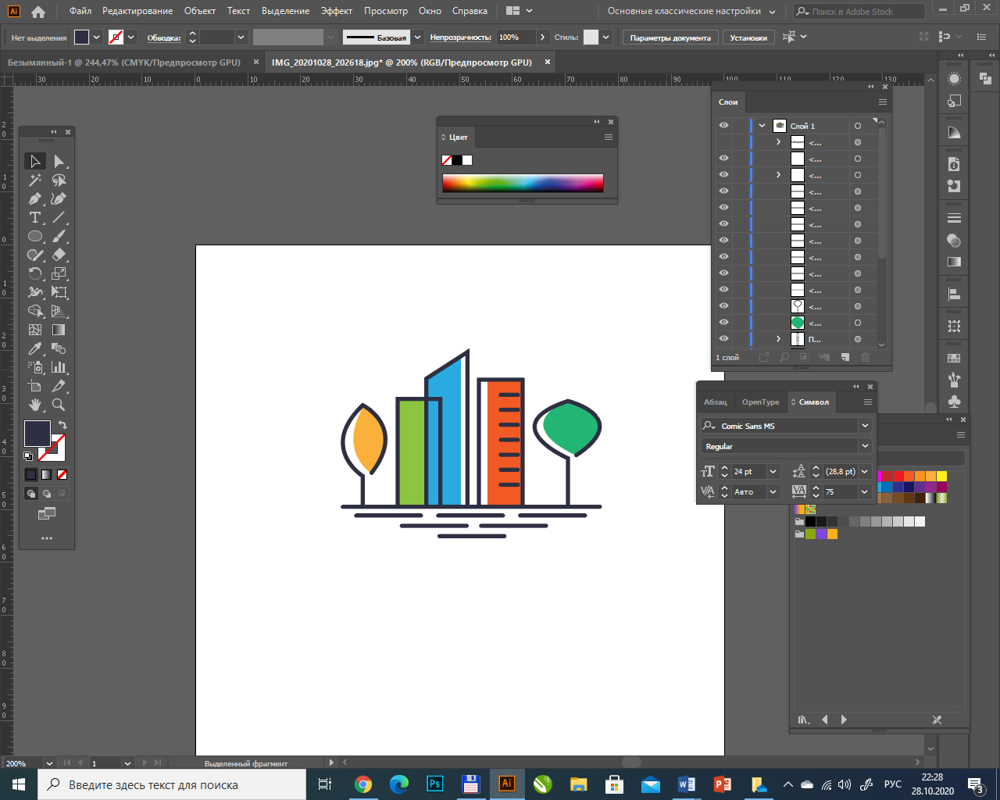 Ai Файл Редактирование Объект Текст Выделение Эффект Просмотр Окно Справка Основные классические настройки Поиск в Adobe Stock
Нет выделения Обводка: Базовая Непрозрачность: 100% Стиль: Параметры документа Установки
Безымянный-1 @ 244,47% (CMYK/Предпросмотр GPU) × IMG_20201028_202618.jpg* @ 200% (RGB/Предпросмотр GPU) ×
30 20 10 0 10 20 30 40 50 60 70 80 90 100 110 120 130
Слои
Слой 1
<...
<...
<...
<...
<...
<...
<...
<...
<...
<...
<...
<...
П...
1 слой
Цвет
Абзац OpenType Символ
Comic Sans MS
Regular
24 pt (28,8 pt)
Авто 75
200% 1 Выделенный фрагмент
Введите здесь текст для поиска
Ps Ai РУС
22:28
28.10.2020
3